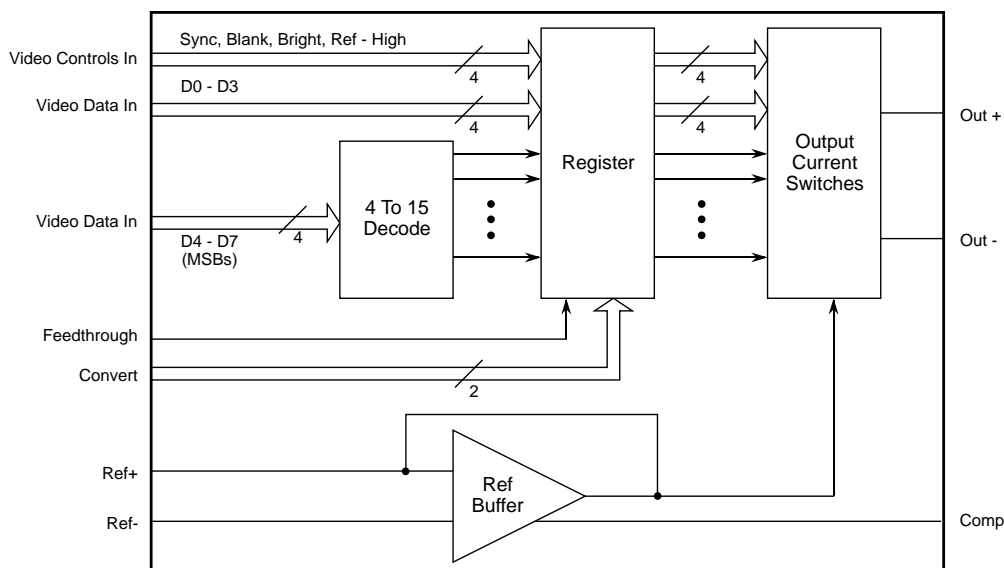 Sync, Blank, Bright, Ref - High
Video Controls In
4
4
D0 - D3
Video Data In
4
4
Out +
Register
Output
Current
Switches
4 To 15
Decode
Video Data In
4
D4 - D7
(MSBs)
Out -
Feedthrough
Convert
2
Ref+
Ref
Buffer
Ref-
Comp